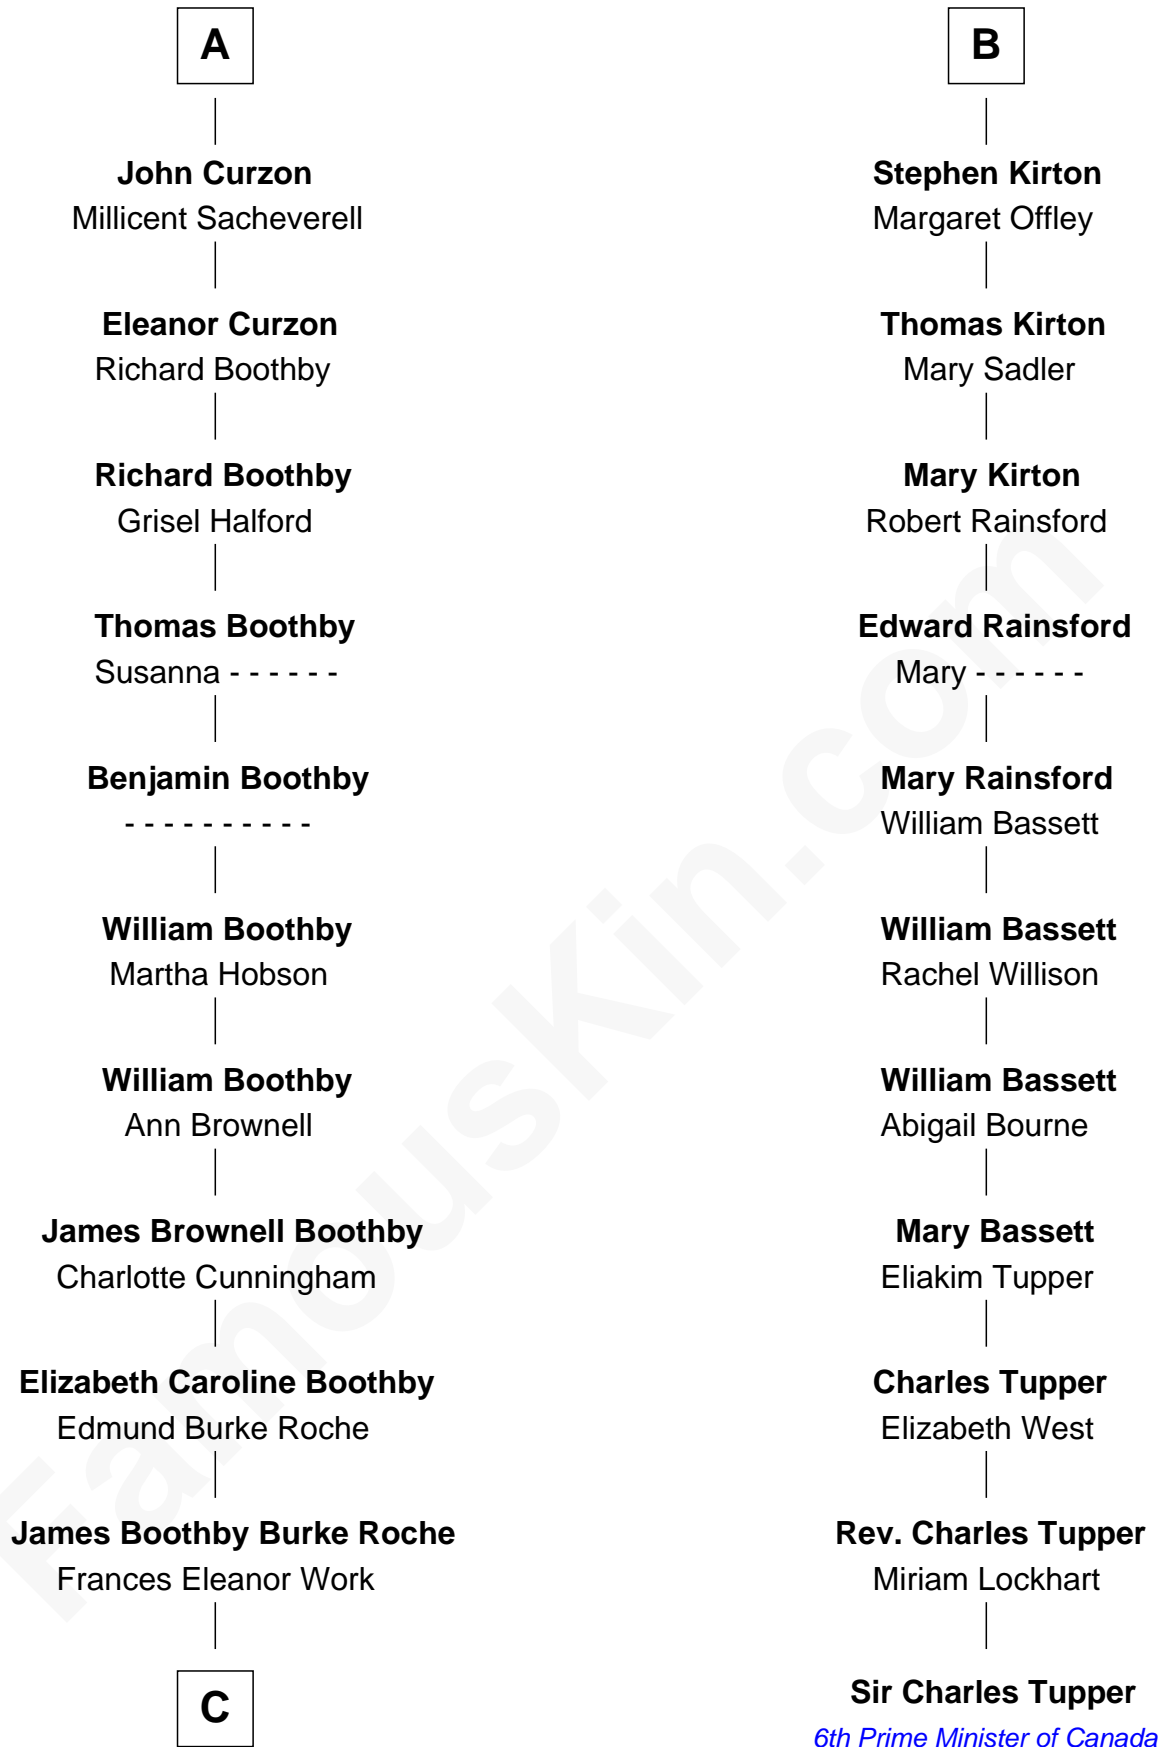 A
John Curzon
Millicent Sacheverell
Eleanor Curzon
Richard Boothby
Richard Boothby
Grisel Halford
Thomas Boothby
Susanna - - - - - -
Benjamin Boothby
- - - - - - - - - -
William Boothby
Martha Hobson
William Boothby
Ann Brownell
James Brownell Boothby
Charlotte Cunningham
Elizabeth Caroline Boothby
Edmund Burke Roche
James Boothby Burke Roche
Frances Eleanor Work
C
B
Stephen Kirton
Margaret Offley
Thomas Kirton
Mary Sadler
Mary Kirton
Robert Rainsford
Edward Rainsford
Mary - - - - - -
Mary Rainsford
William Bassett
William Bassett
Rachel Willison
William Bassett
Abigail Bourne
Mary Bassett
Eliakim Tupper
Charles Tupper
Elizabeth West
Rev. Charles Tupper
Miriam Lockhart
Sir Charles Tupper
6th Prime Minister of Canada
FamousKin.com